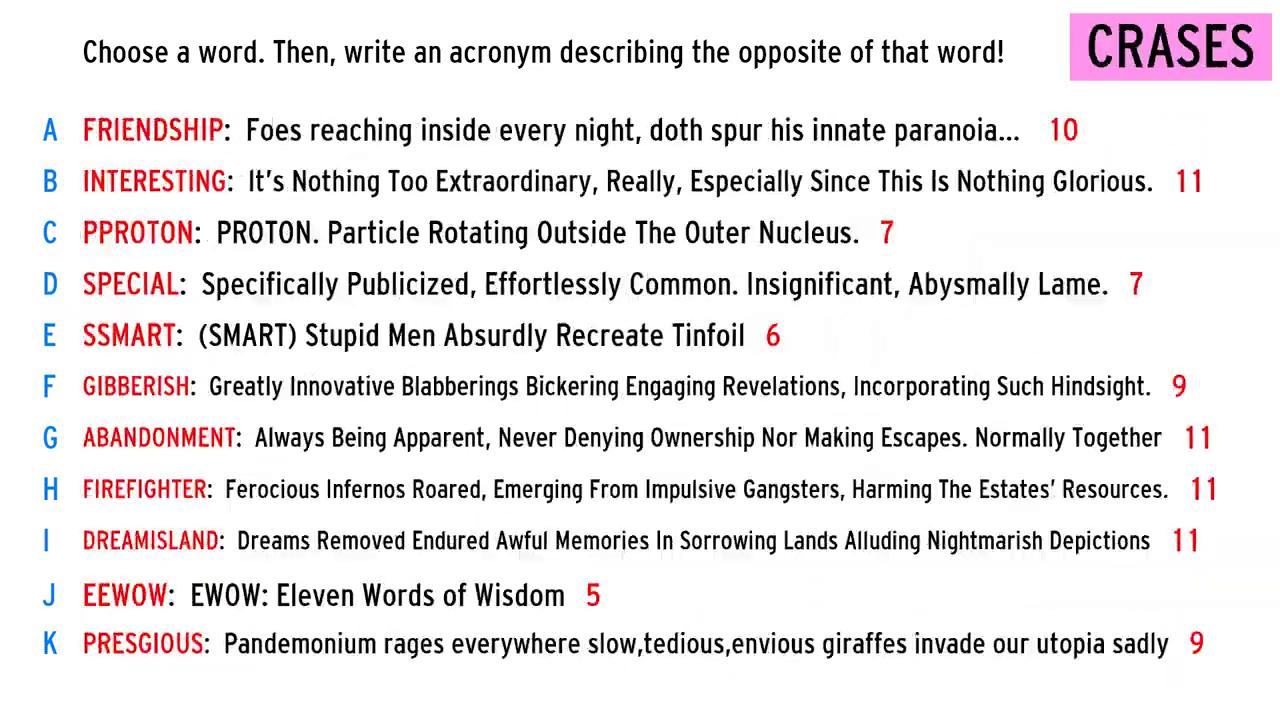 Choose a word. Then, write an acronym describing the opposite of that word!
CRASES
A FRIENDSHIP: Foes reaching inside every night, doth spur his innate paranoia... 10
B INTERESTING: It's Nothing Too Extraordinary, Really, Especially Since This Is Nothing Glorious. 11
C PPROTON: PROTON. Particle Rotating Outside The Outer Nucleus. 7
D SPECIAL: Specifically Publicized, Effortlessly Common. Insignificant, Abysmally Lame. 7
E SSMART: (SMART) Stupid Men Absurdly Recreate Tinfoil 6
F GIBBERISH: Greatly Innovative Blabberings Bickering Engaging Revelations, Incorporating Such Hindsight. 9
G ABANDONMENT: Always Being Apparent, Never Denying Ownership Nor Making Escapes. Normally Together 11
H FIREFIGHTER: Ferocious Infernos Roared, Emerging From Impulsive Gangsters, Harming The Estates' Resources. 11
I DREAMISLAND: Dreams Removed Endured Awful Memories In Sorrowing Lands Alluding Nightmarish Depictions 11
J EEWOW: EWOW: Eleven Words of Wisdom 5
K PRESGIOUS: Pandemonium rages everywhere slow,tedious,envious giraffes invade our utopia sadly 9